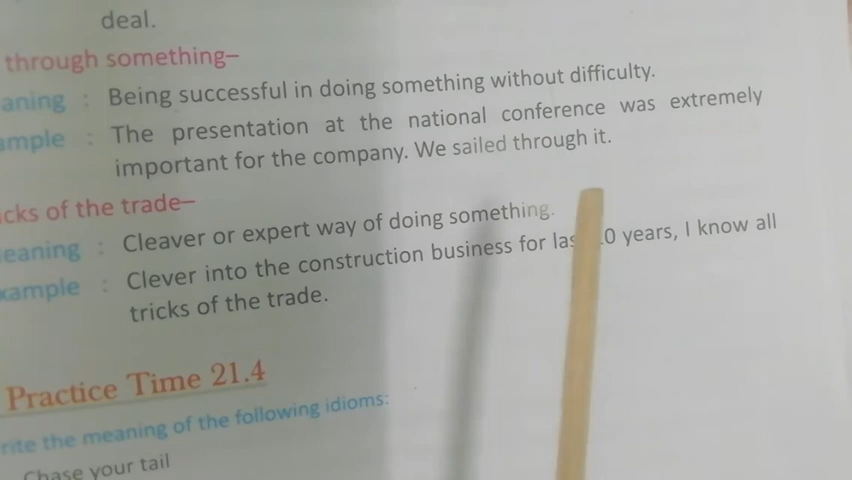 deal.
through something–
aning : Being successful in doing something without difficulty.
ample : The presentation at the national conference was extremely
important for the company. We sailed through it.
icks of the trade–
eaning : Cleaver or expert way of doing something.
xample : Clever into the construction business for las 0 years, I know all
tricks of the trade.
Practice Time 21.4
rite the meaning of the following idioms:
Chase your tail